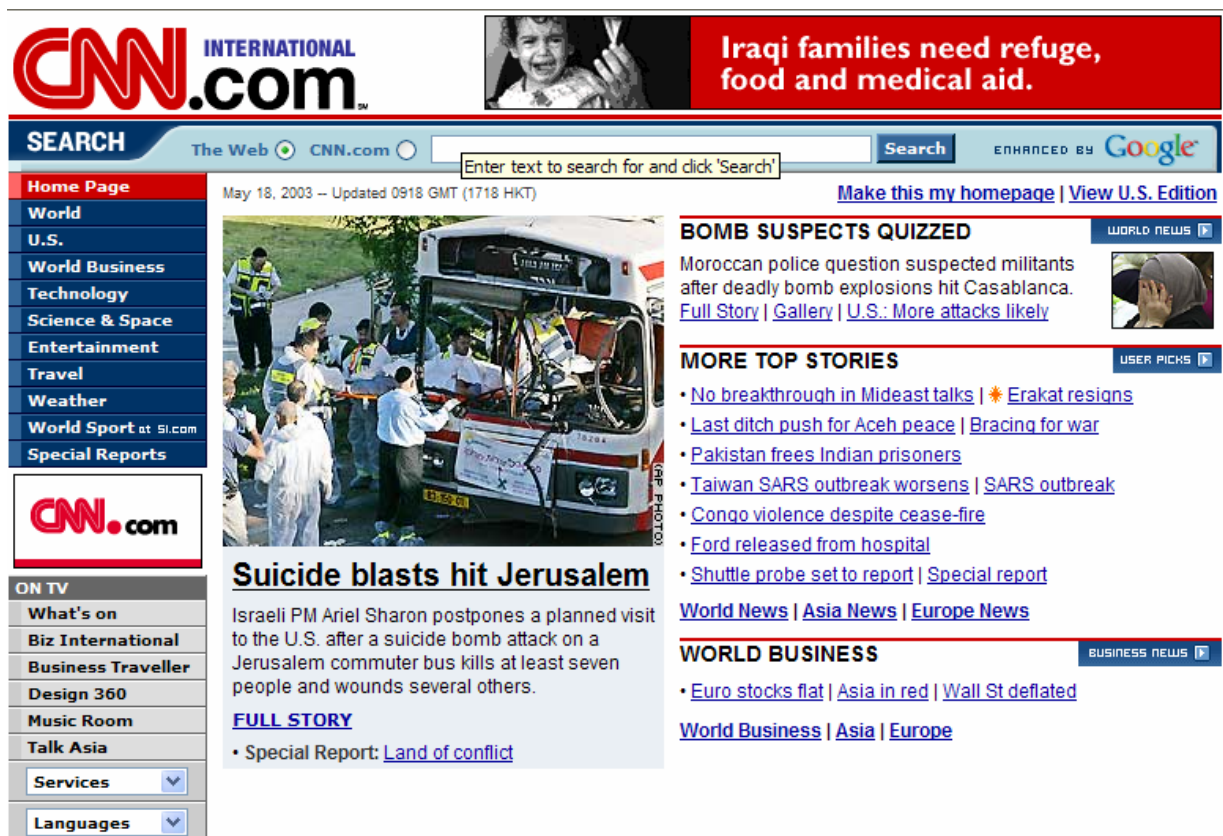 CNN.com INTERNATIONAL
Iraqi families need refuge,
food and medical aid.
SEARCH The Web CNN.com Search ENHANCED BY Google
Enter text to search for and click 'Search'
Home Page
World
U.S.
World Business
Technology
Science & Space
Entertainment
Travel
Weather
World Sport at SI.com
Special Reports
CNN.com
ON TV
What's on
Biz International
Business Traveller
Design 360
Music Room
Talk Asia
Services
Languages
May 18, 2003 -- Updated 0918 GMT (1718 HKT)
Make this my homepage | View U.S. Edition
(AP PHOTO)
Suicide blasts hit Jerusalem
Israeli PM Ariel Sharon postpones a planned visit
to the U.S. after a suicide bomb attack on a
Jerusalem commuter bus kills at least seven
people and wounds several others.
FULL STORY
• Special Report: Land of conflict
BOMB SUSPECTS QUIZZED WORLD NEWS
Moroccan police question suspected militants
after deadly bomb explosions hit Casablanca.
Full Story | Gallery | U.S.: More attacks likely
MORE TOP STORIES USER PICKS
• No breakthrough in Mideast talks | Erakat resigns
• Last ditch push for Aceh peace | Bracing for war
• Pakistan frees Indian prisoners
• Taiwan SARS outbreak worsens | SARS outbreak
• Congo violence despite cease-fire
• Ford released from hospital
• Shuttle probe set to report | Special report
World News | Asia News | Europe News
WORLD BUSINESS BUSINESS NEWS
• Euro stocks flat | Asia in red | Wall St deflated
World Business | Asia | Europe